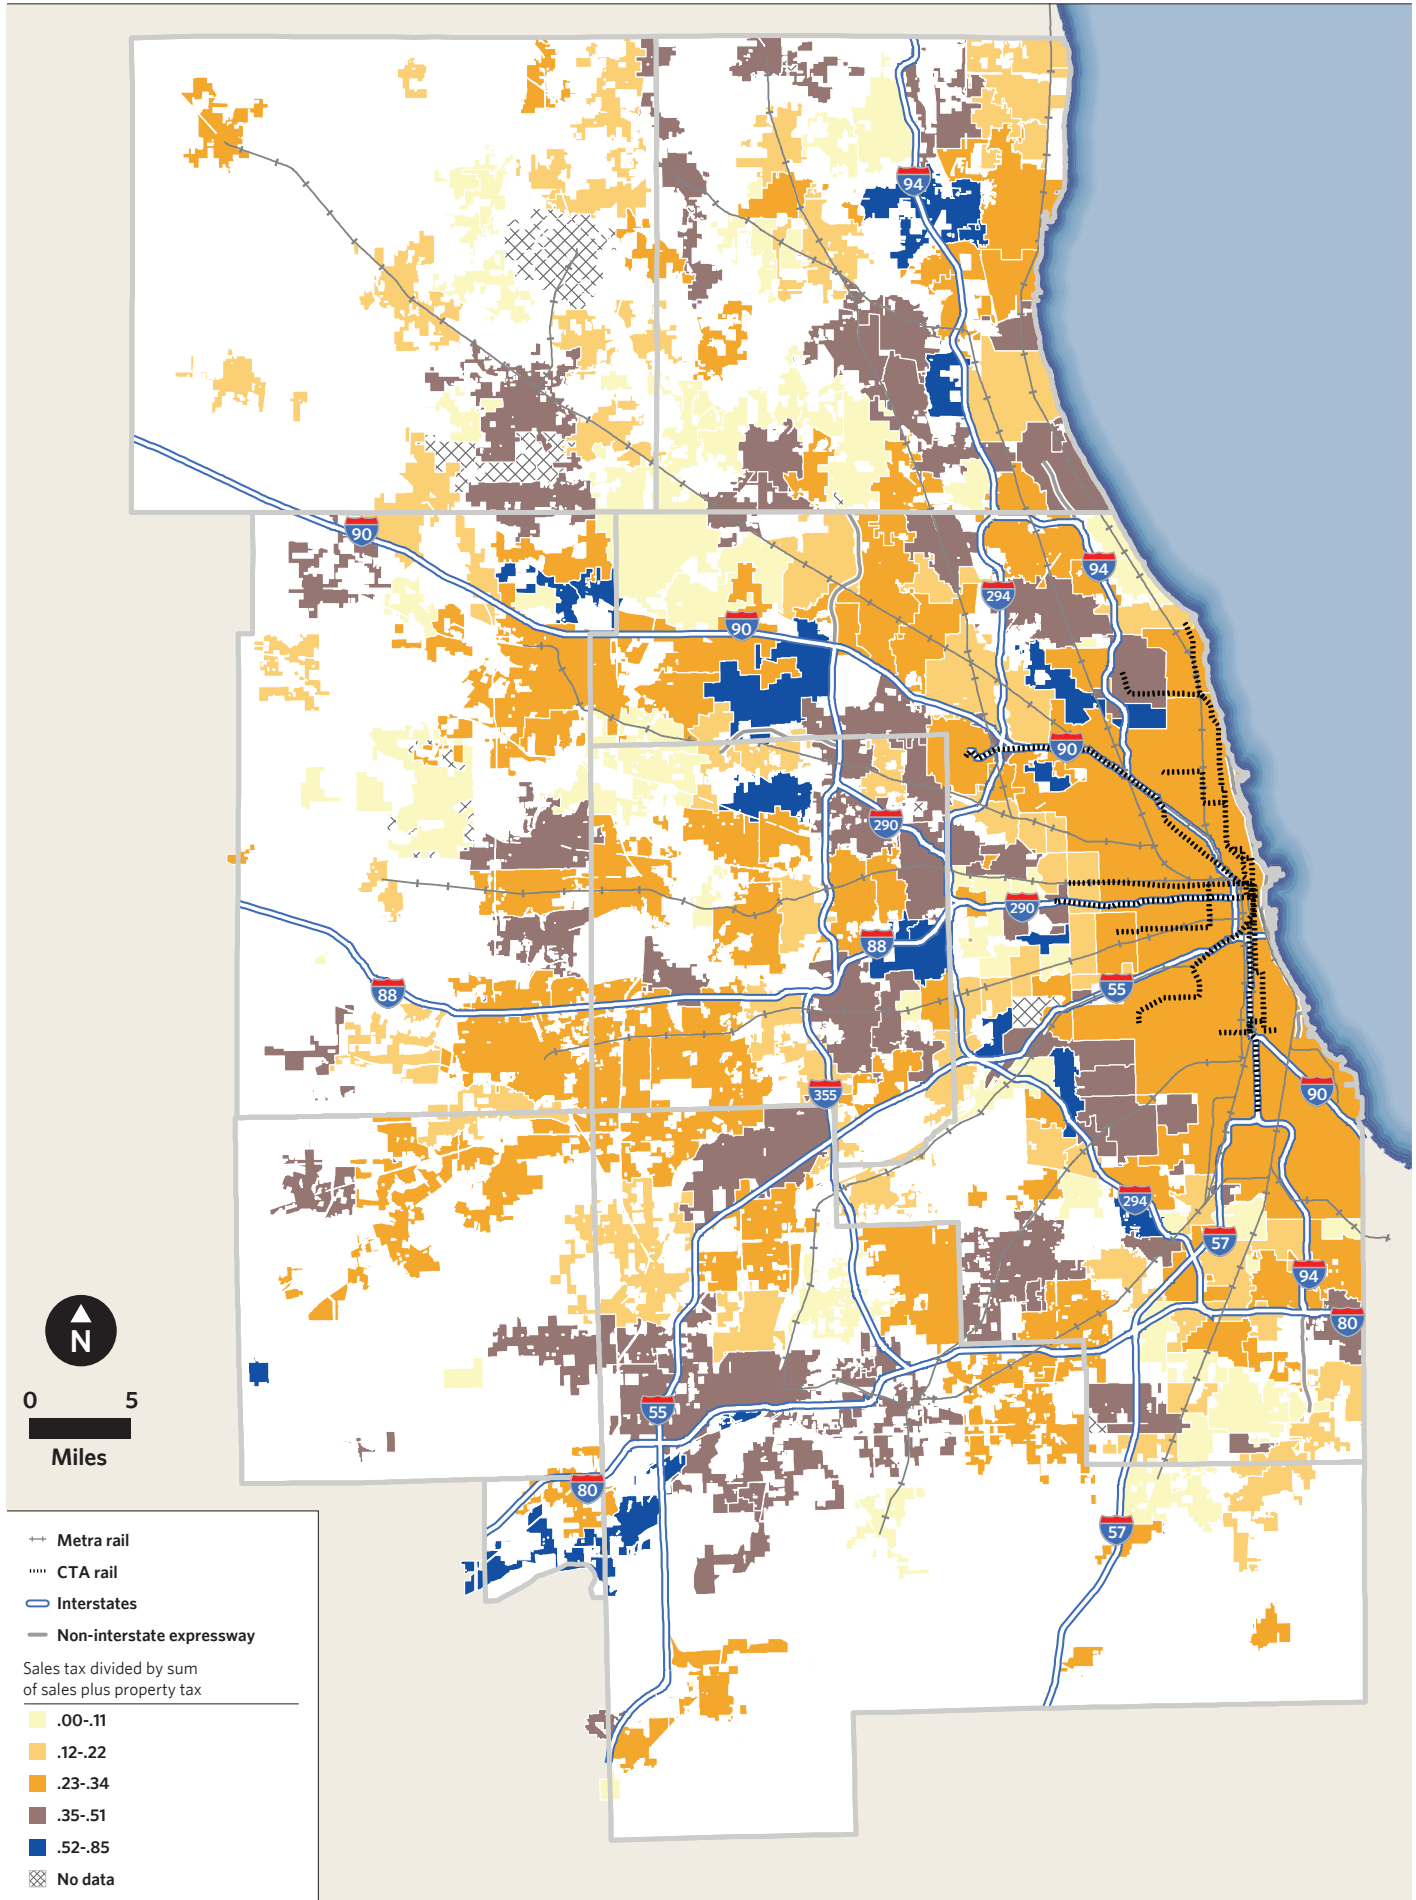 94
90
94
294
90
90
290
290
88
55
88
90
355
294
57
94
N
80
0 5
55
Miles
80
57
Metra rail
CTA rail
Interstates
Non-interstate expressway
Sales tax divided by sum
of sales plus property tax
.00-.11
.12-.22
.23-.34
.35-.51
.52-.85
No data